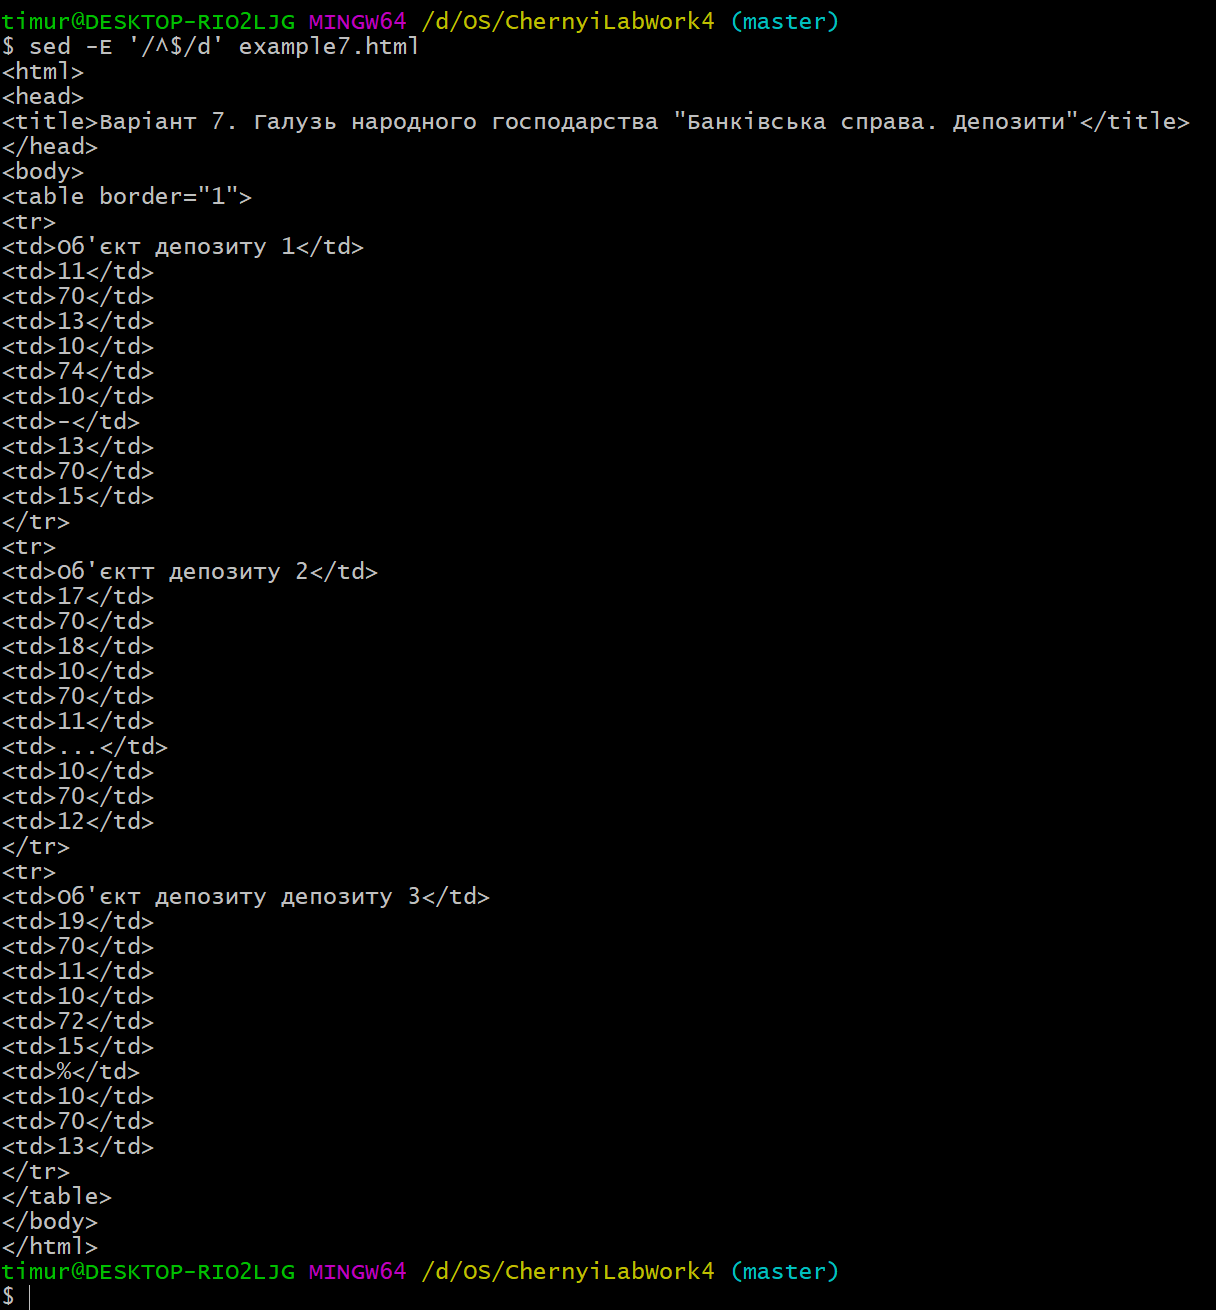 timur@DESKTOP-RIO2LJG MINGW64 /d/OS/ChernyiLabWork4 (master)
$ sed -E '/^$/d' example7.html
<html>
<head>
<title>Варіант 7. Галузь народного господарства "Банківська справа. Депозити"</title>
</head>
<body>
<table border="1">
<tr>
<td>Об'єкт депозиту 1</td>
<td>11</td>
<td>70</td>
<td>13</td>
<td>10</td>
<td>74</td>
<td>10</td>
<td>-</td>
<td>13</td>
<td>70</td>
<td>15</td>
</tr>
<tr>
<td>Об'єктт депозиту 2</td>
<td>17</td>
<td>70</td>
<td>18</td>
<td>10</td>
<td>70</td>
<td>11</td>
<td>...</td>
<td>10</td>
<td>70</td>
<td>12</td>
</tr>
<tr>
<td>Об'єкт депозиту депозиту 3</td>
<td>19</td>
<td>70</td>
<td>11</td>
<td>10</td>
<td>72</td>
<td>15</td>
<td>%</td>
<td>10</td>
<td>70</td>
<td>13</td>
</tr>
</table>
</body>
</html>
timur@DESKTOP-RIO2LJG MINGW64 /d/OS/ChernyiLabWork4 (master)
$